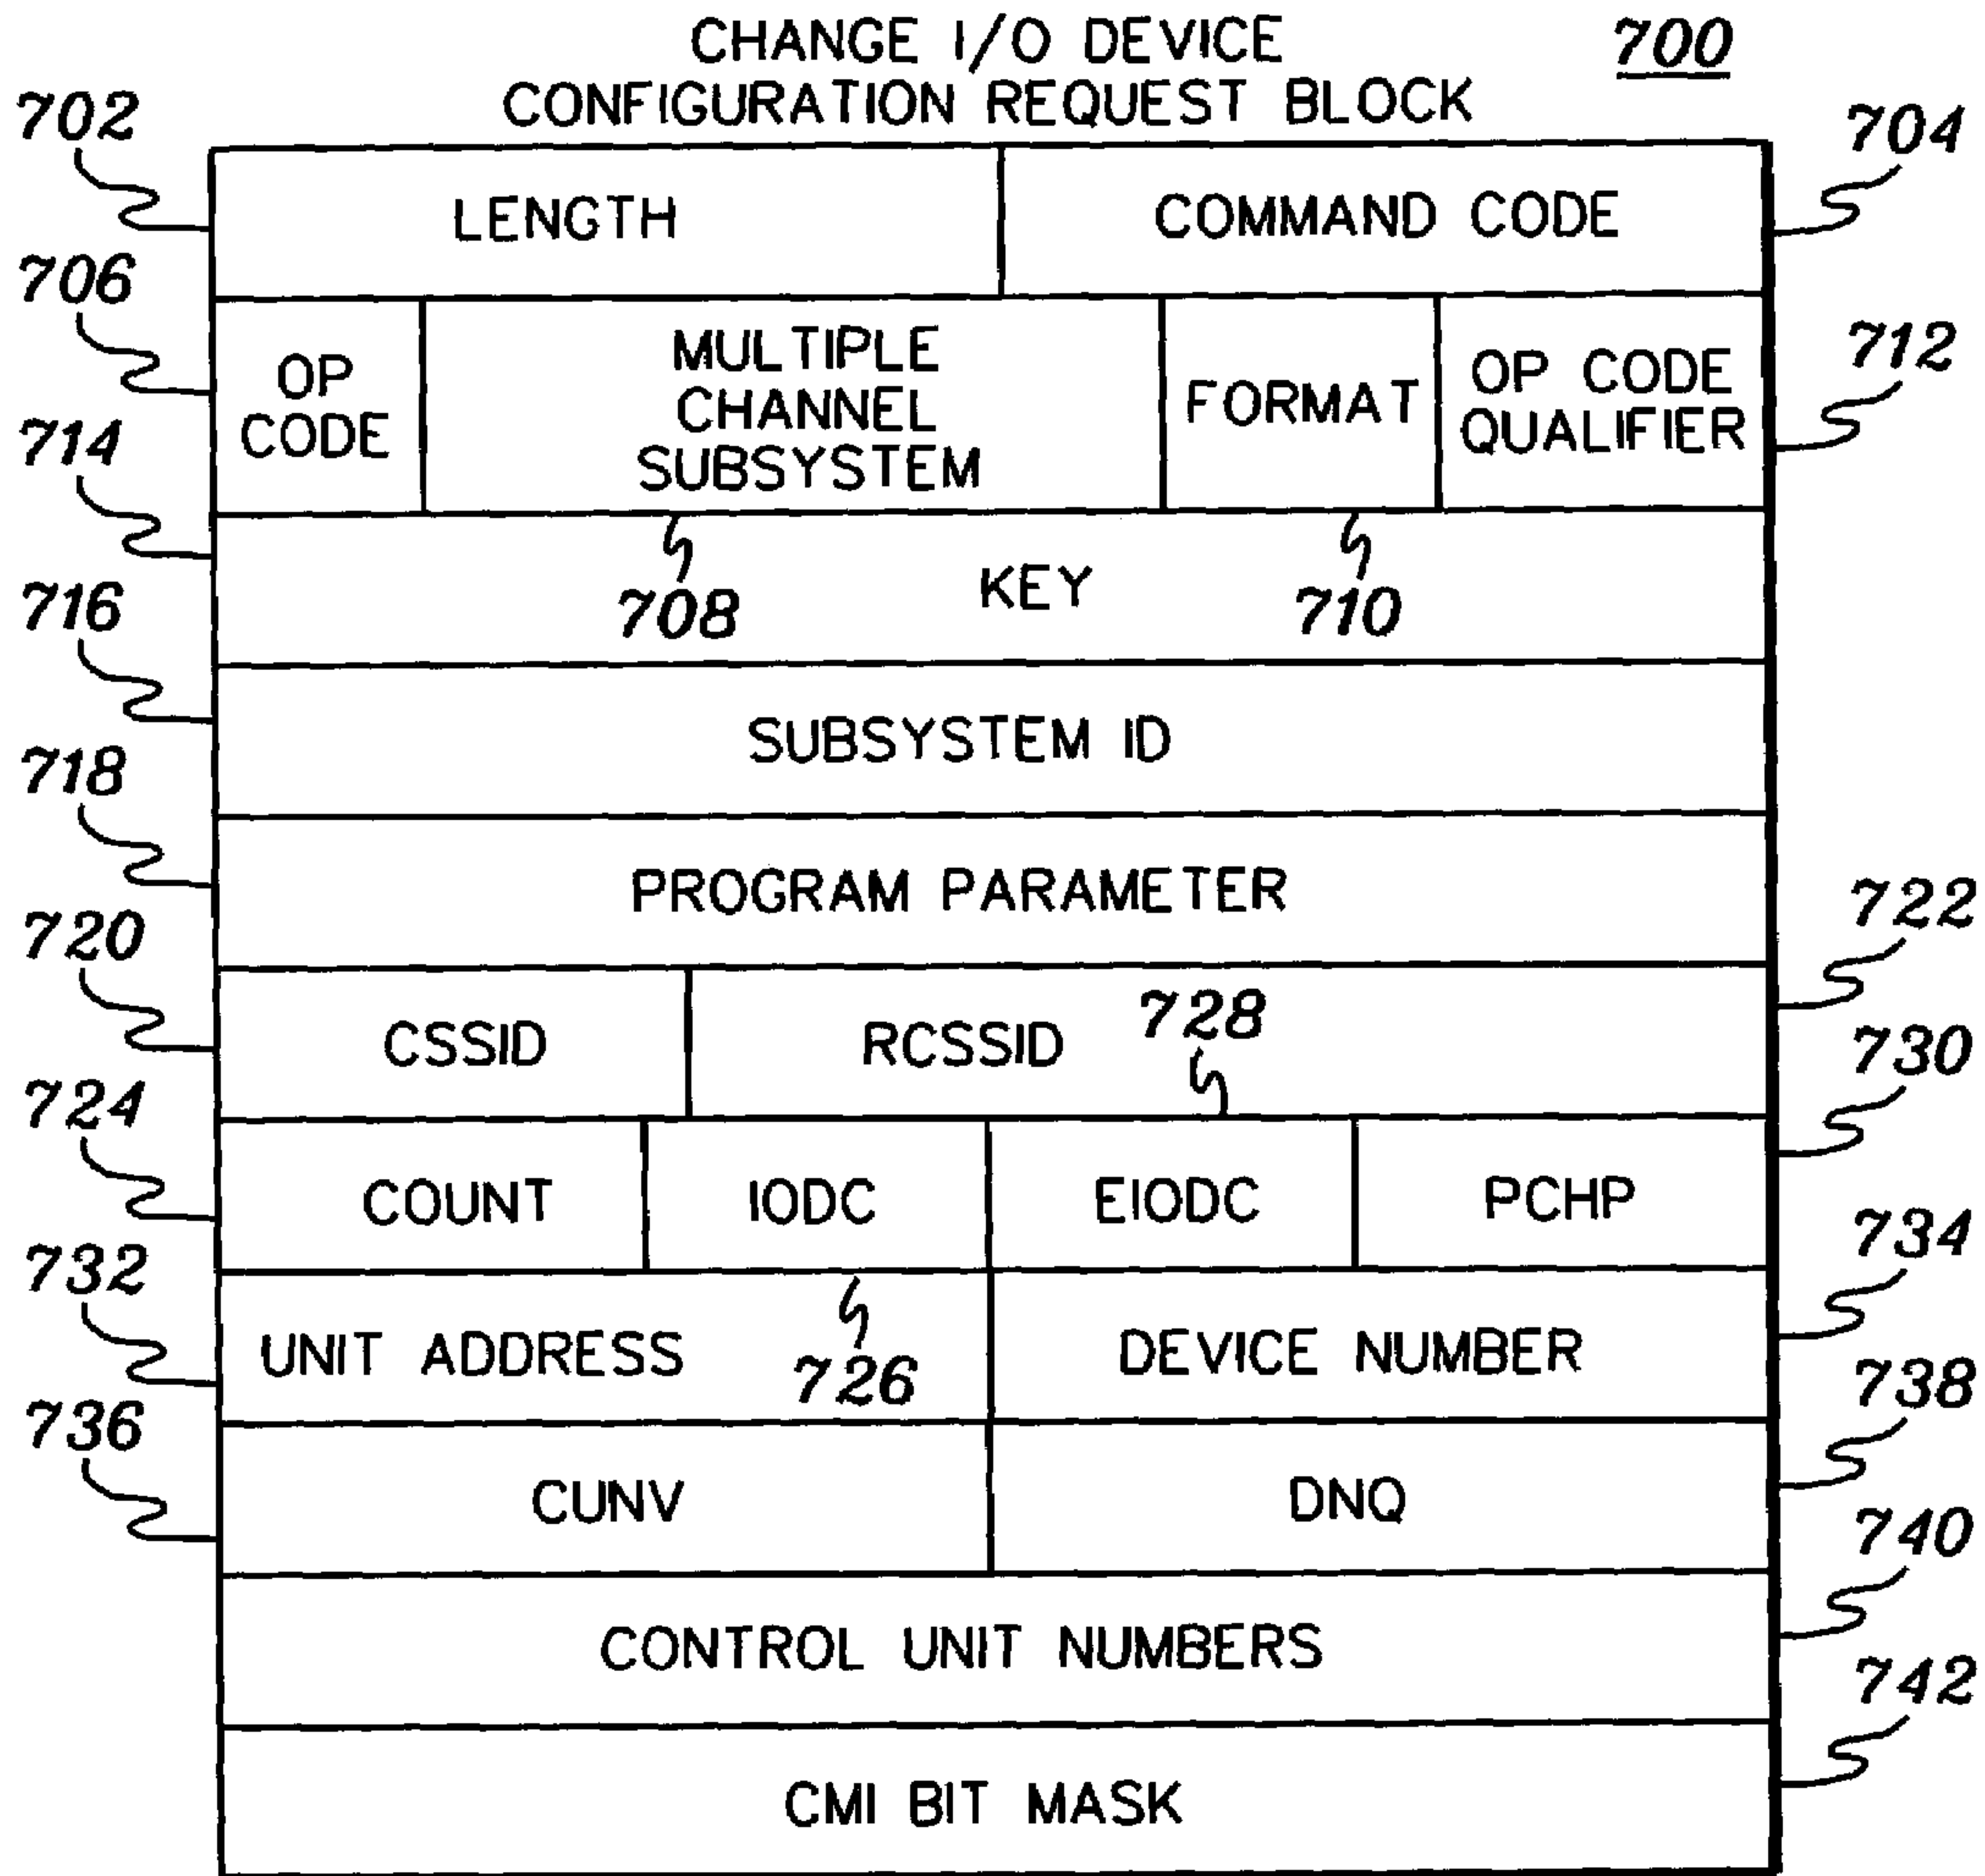 CHANGE I/O DEVICE 700
CONFIGURATION REQUEST BLOCK
702 704
LENGTH COMMAND CODE
706
OP CODE MULTIPLE CHANNEL SUBSYSTEM FORMAT OP CODE QUALIFIER 712
714
KEY
708 710
716
SUBSYSTEM ID
718
PROGRAM PARAMETER
720 722
CSSID RCSSID 728
724 730
COUNT IODC EIODC PCHP
732 734
UNIT ADDRESS 726 DEVICE NUMBER
736 738
CUNV DNQ
740
CONTROL UNIT NUMBERS
742
CMI BIT MASK